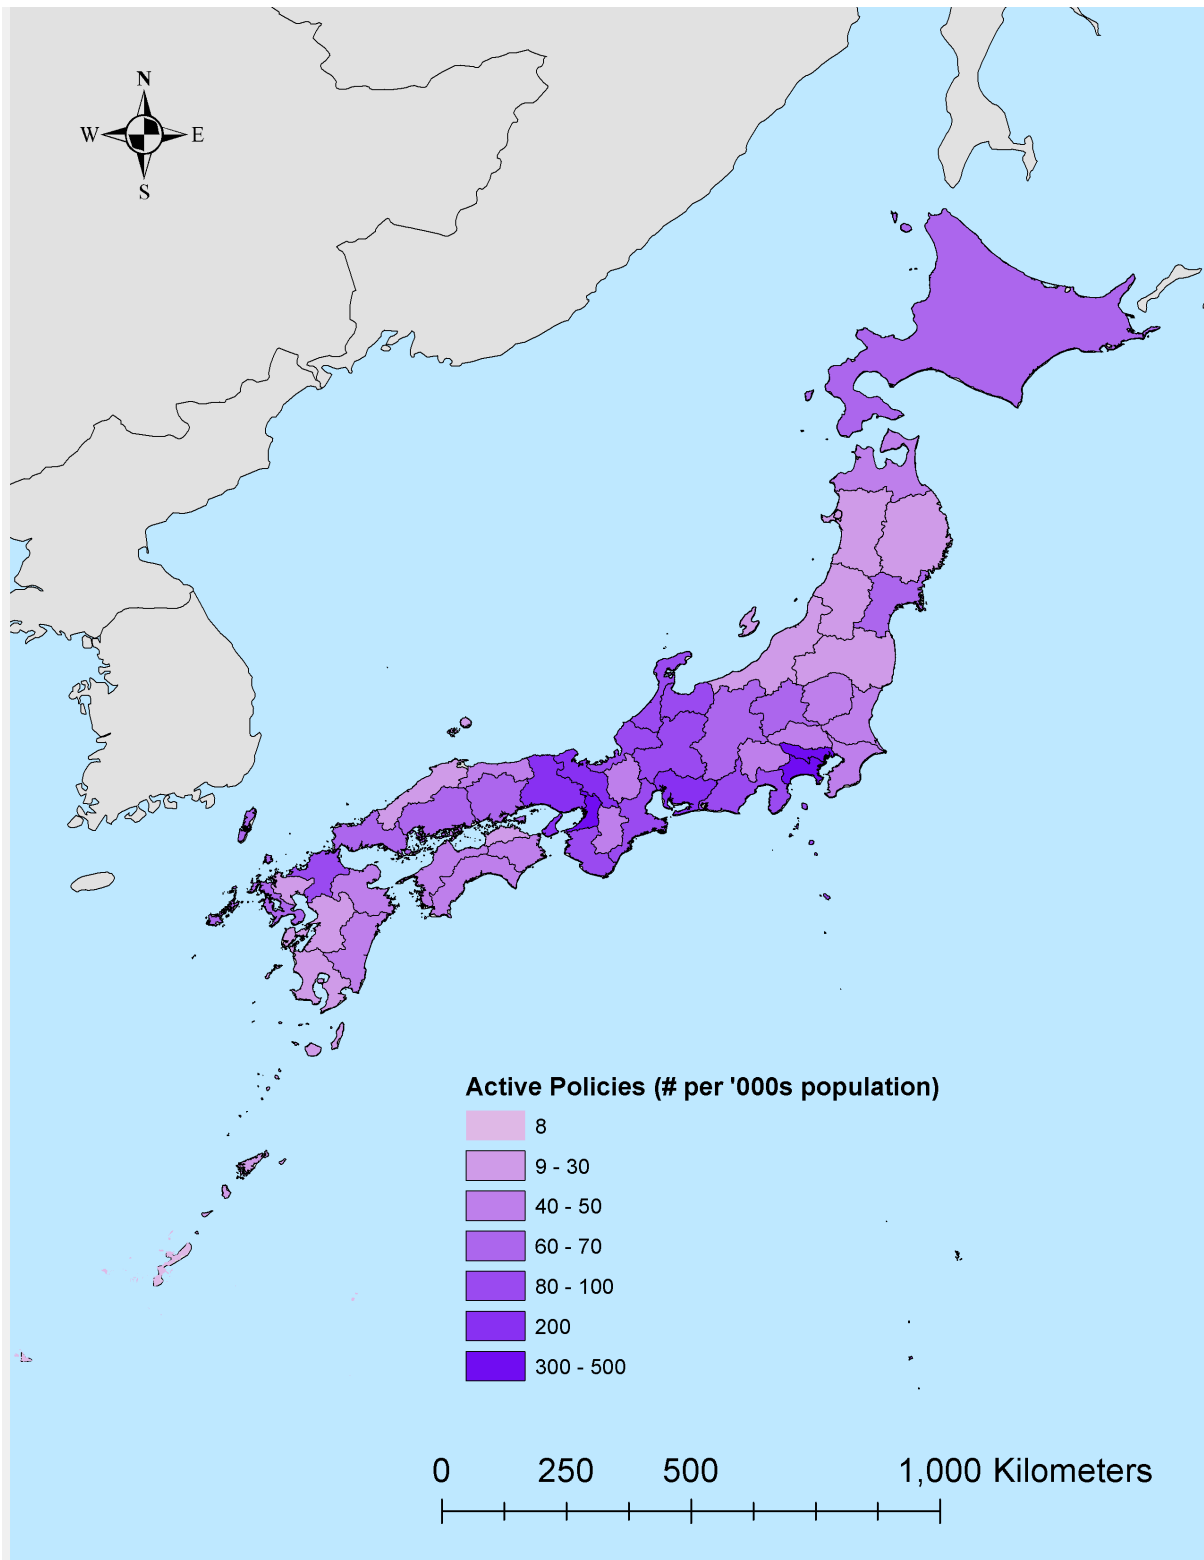 N
W E
S
Active Policies (# per '000s population)
8
9 - 30
40 - 50
60 - 70
80 - 100
200
300 - 500
0 250 500 1,000 Kilometers